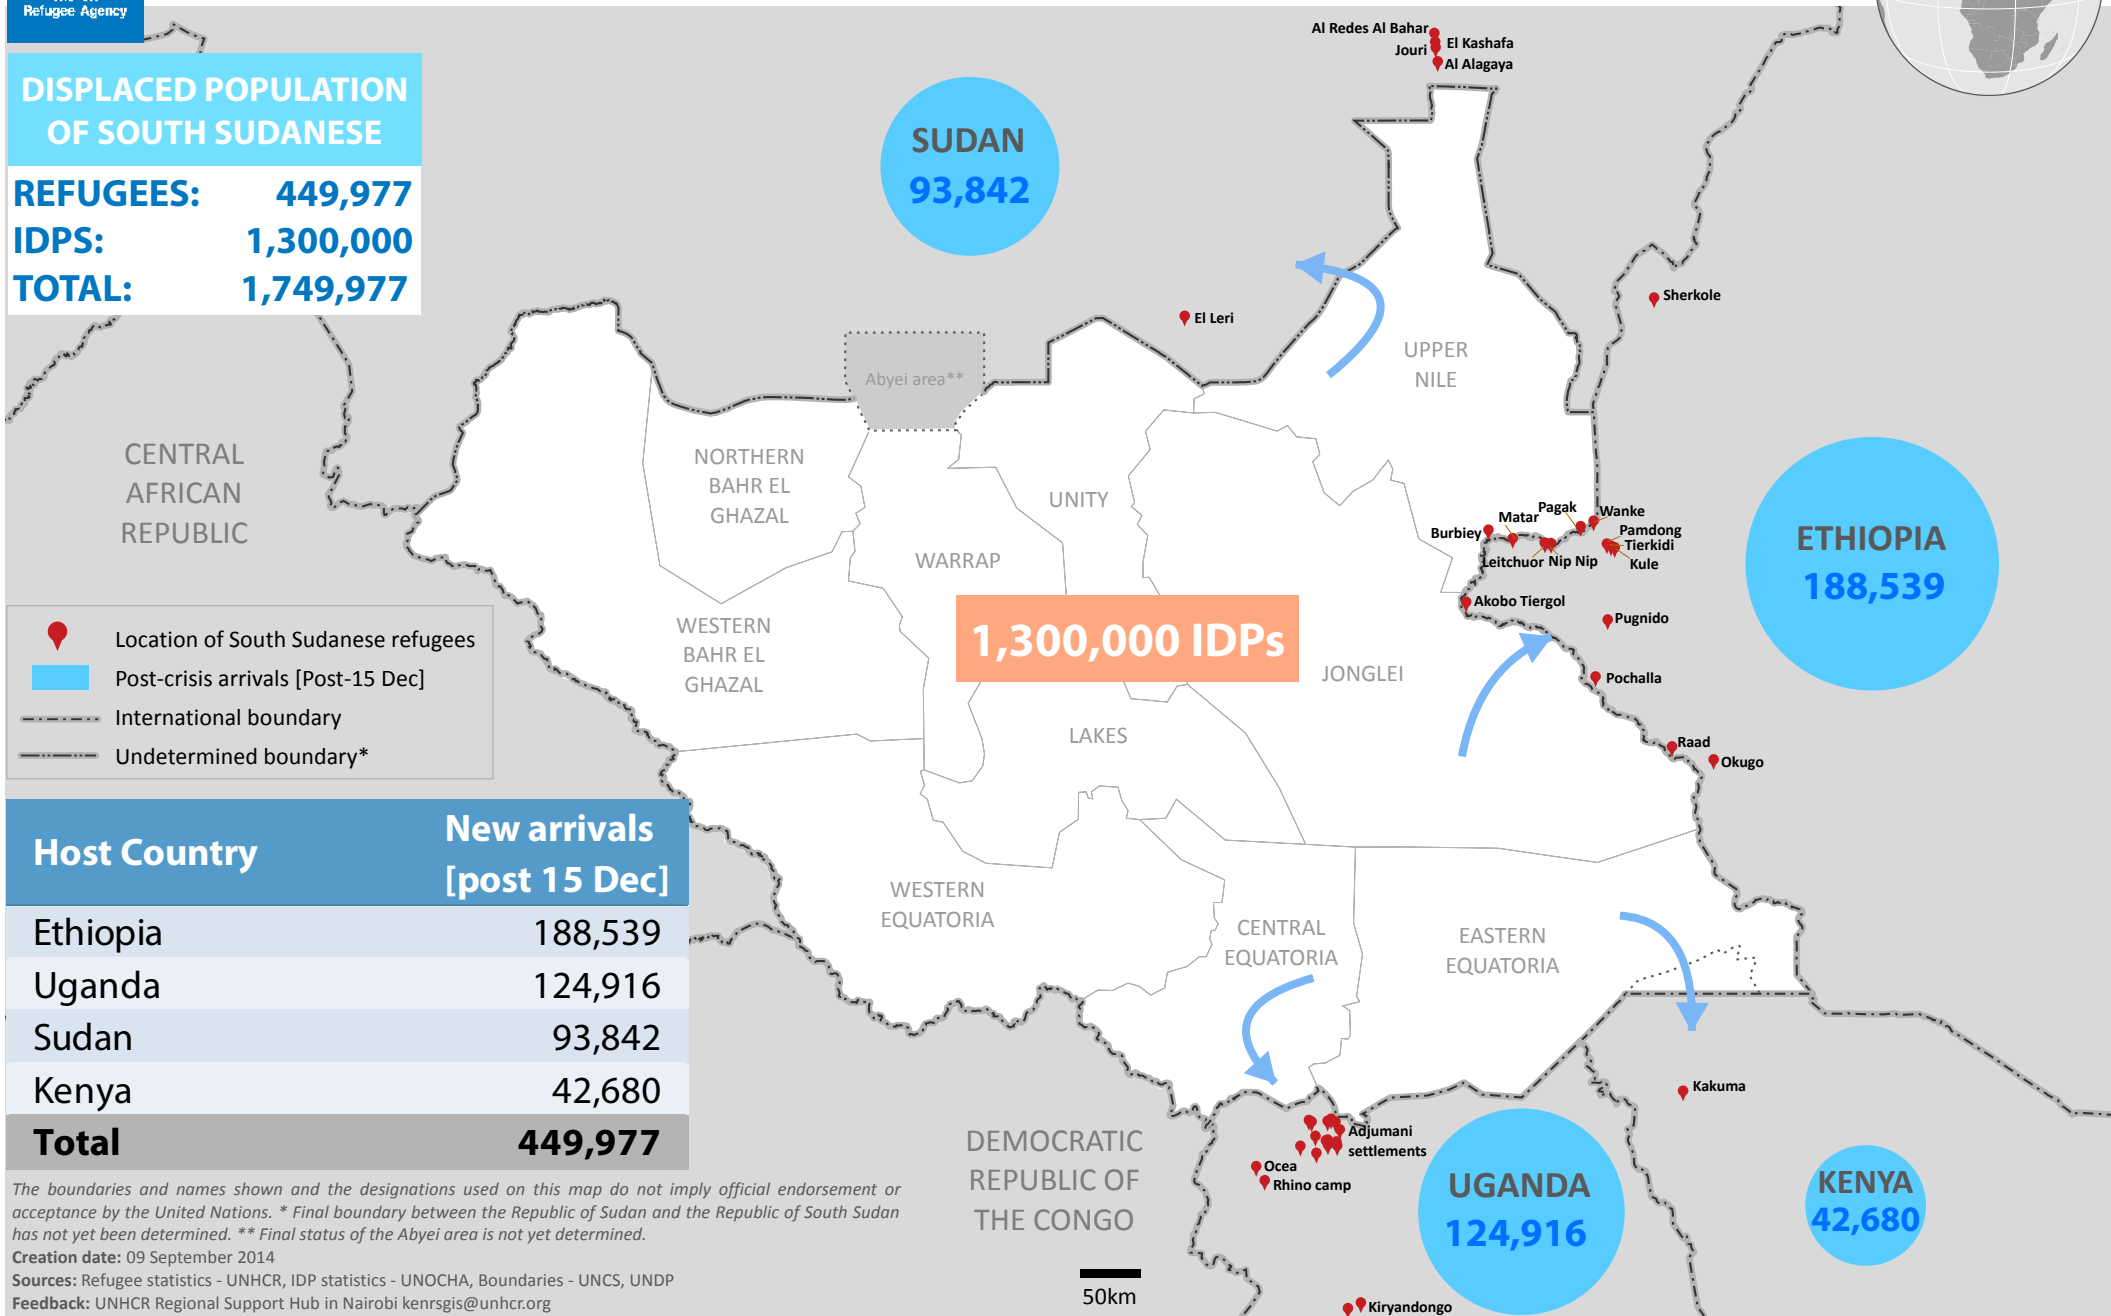 Refugee Agency
DISPLACED POPULATION
OF SOUTH SUDANESE
REFUGEES: 449,977
IDPS: 1,300,000
TOTAL: 1,749,977
SUDAN
93,842
Al Redes Al Bahar
El Kashafa
Jouri
Al Alagaya
Sherkole
El Leri
UPPER
NILE
Abyei area**
CENTRAL
AFRICAN
REPUBLIC
NORTHERN
BAHR EL
GHAZAL
UNITY
WARRAP
Burbiey
Matar
Pagak
Wanke
Pamdong
Tierkidi
Leitchuor
Nip Nip
Kule
ETHIOPIA
188,539
Akobo Tiergol
Pugnido
Location of South Sudanese refugees
Post-crisis arrivals [Post-15 Dec]
International boundary
Undetermined boundary*
WESTERN
BAHR EL
GHAZAL
1,300,000 IDPs
JONGLEI
Pochalla
LAKES
Raad
Okugo
Host Country
New arrivals
[post 15 Dec]
Ethiopia 188,539
Uganda 124,916
Sudan 93,842
Kenya 42,680
Total 449,977
WESTERN
EQUATORIA
CENTRAL
EQUATORIA
EASTERN
EQUATORIA
Kakuma
DEMOCRATIC
REPUBLIC OF
THE CONGO
Adjumani
settlements
Ocea
Rhino camp
UGANDA
124,916
KENYA
42,680
The boundaries and names shown and the designations used on this map do not imply official endorsement or
acceptance by the United Nations. * Final boundary between the Republic of Sudan and the Republic of South Sudan
has not yet been determined. ** Final status of the Abyei area is not yet determined.
Creation date: 09 September 2014
Sources: Refugee statistics - UNHCR, IDP statistics - UNOCHA, Boundaries - UNCS, UNDP
Feedback: UNHCR Regional Support Hub in Nairobi kenrsgis@unhcr.org
50km
Kiryandongo